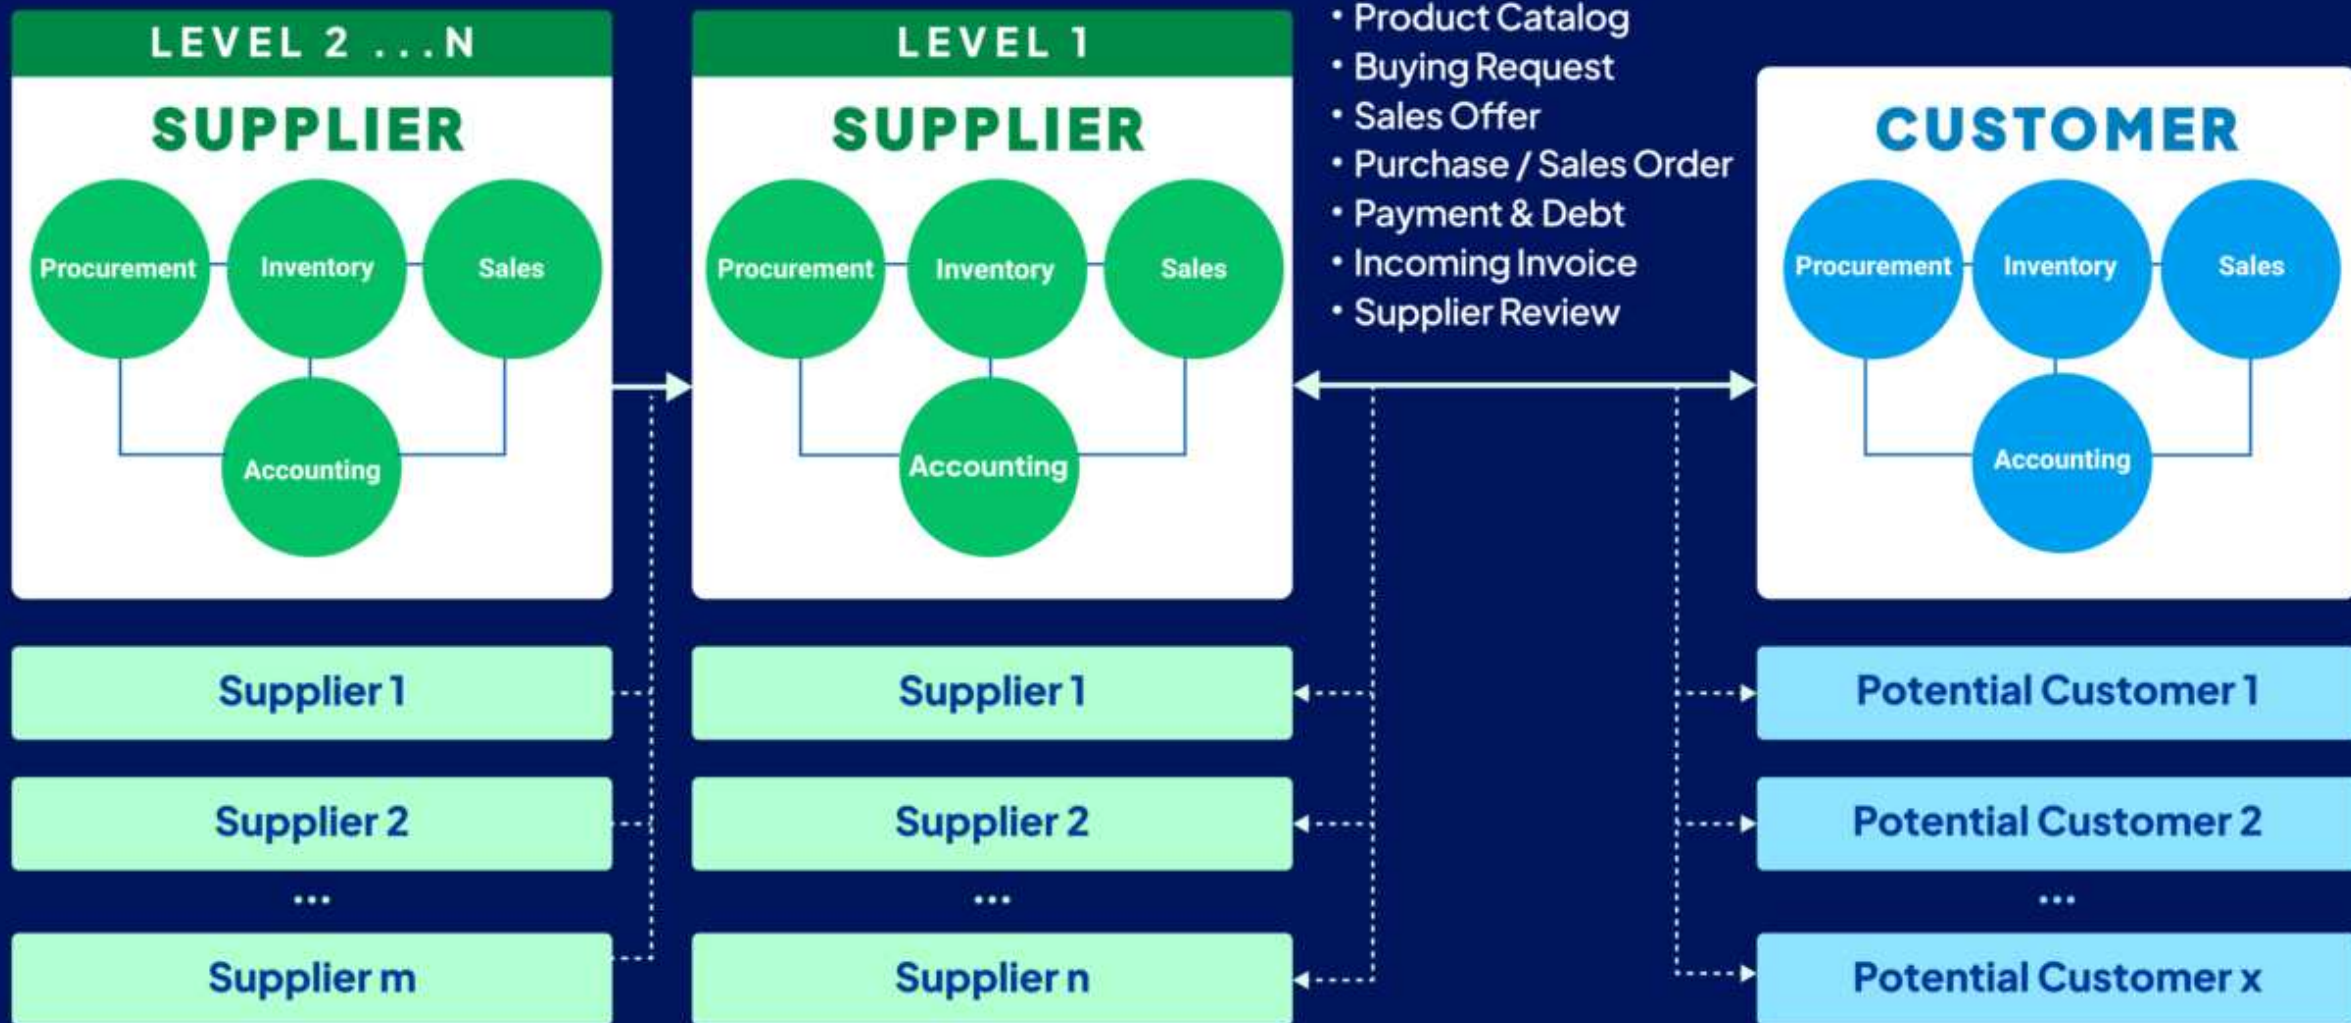 LEVEL 2 ...N
SUPPLIER
Procurement
Inventory
Sales
Accounting
Supplier 1
Supplier 2
...
Supplier m
LEVEL 1
SUPPLIER
Procurement
Inventory
Sales
Accounting
Supplier 1
Supplier 2
...
Supplier n
• Product Catalog
• Buying Request
• Sales Offer
• Purchase / Sales Order
• Payment & Debt
• Incoming Invoice
• Supplier Review
CUSTOMER
Procurement
Inventory
Sales
Accounting
Potential Customer 1
Potential Customer 2
...
Potential Customer x